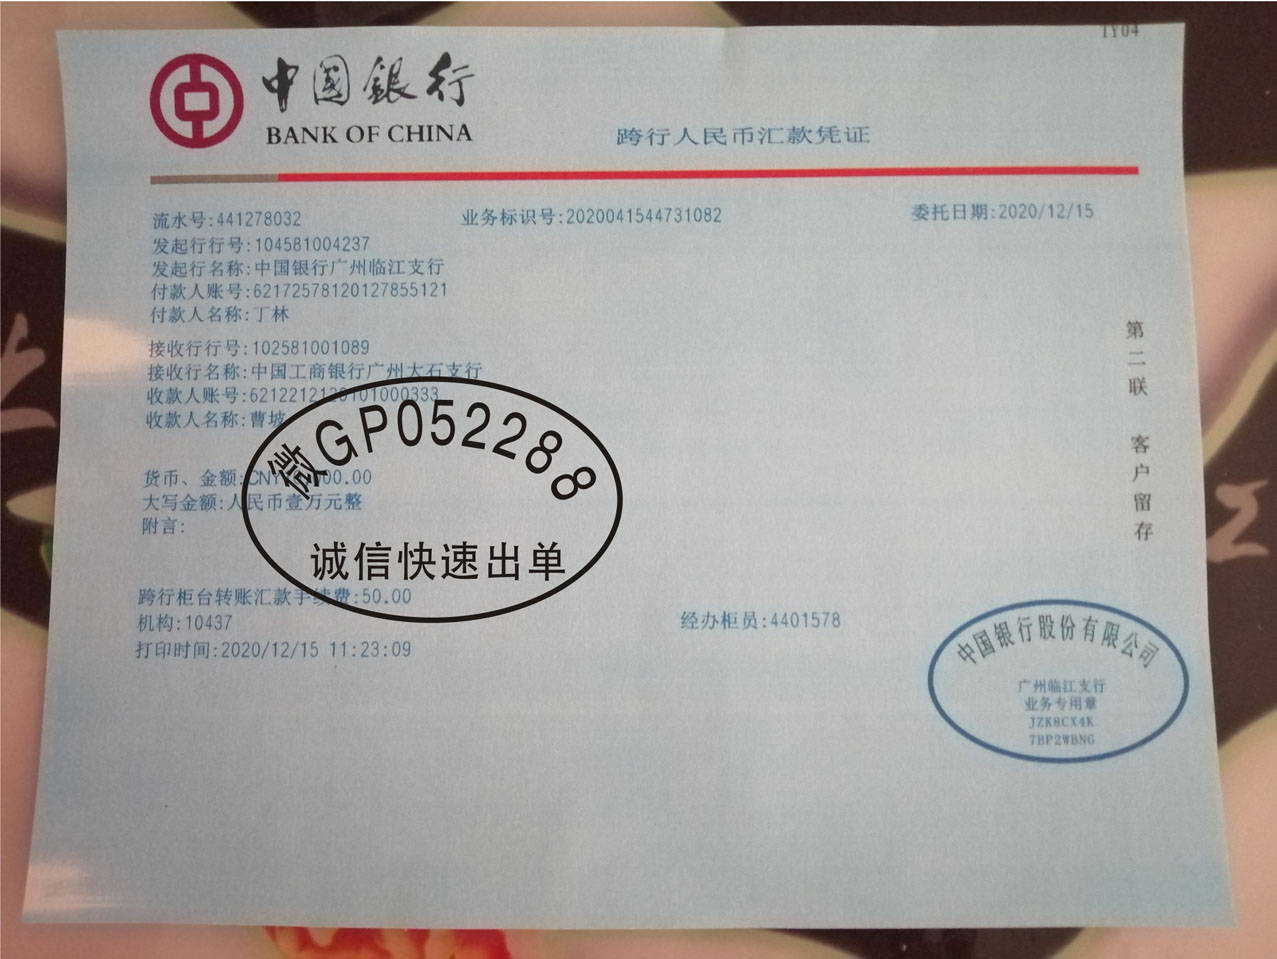 TY04
中國銀行
BANK OF CHINA
跨行人民币汇款凭证
流水号:441278032 业务标识号:2020041544731082 委托日期:2020/12/15
发起行行号:104581004237
发起行名称:中国银行广州临江支行
付款人账号:62172578120127855121
付款人名称:丁林
接收行行号:102581001089
接收行名称:中国工商银行广州大石支行
收款人账号:6212212120101000333
收款人名称:曹坡
微GP052288
货币、金额:CNY 000.00
大写金额:人民币壹万元整
附言:
诚信快速出单
跨行柜台转账汇款手续费:50.00
机构:10437 经办柜员:4401578
打印时间:2020/12/15 11:23:09
第二联 客户留存
中国银行股份有限公司
广州临江支行
业务专用章
JZK8CX4K
7BP2WBNG